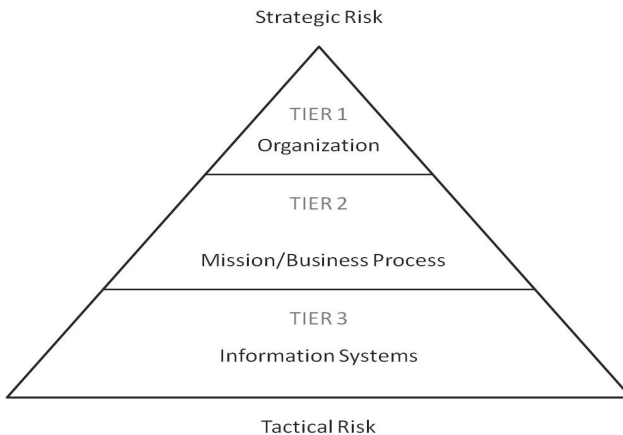 Strategic Risk
TIER 1
Organization
TIER 2
Mission/Business Process
TIER 3
Information Systems
Tactical Risk